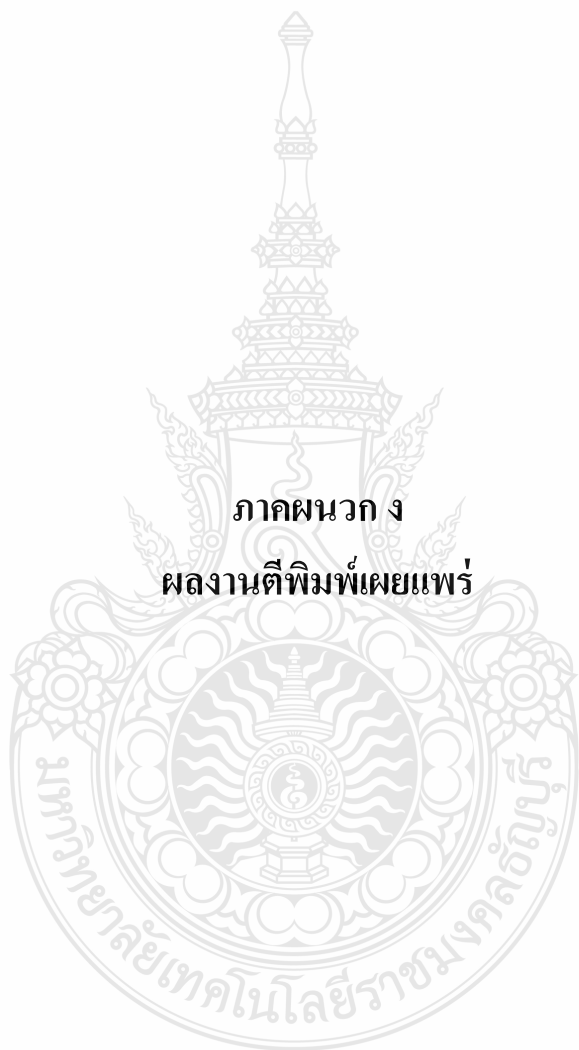 ภาคผนวก ง
ผลงานตีพิมพ์เผยแพร่
มหาวิทยาลัยเทคโนโลยีราชมงคลธัญบุรี